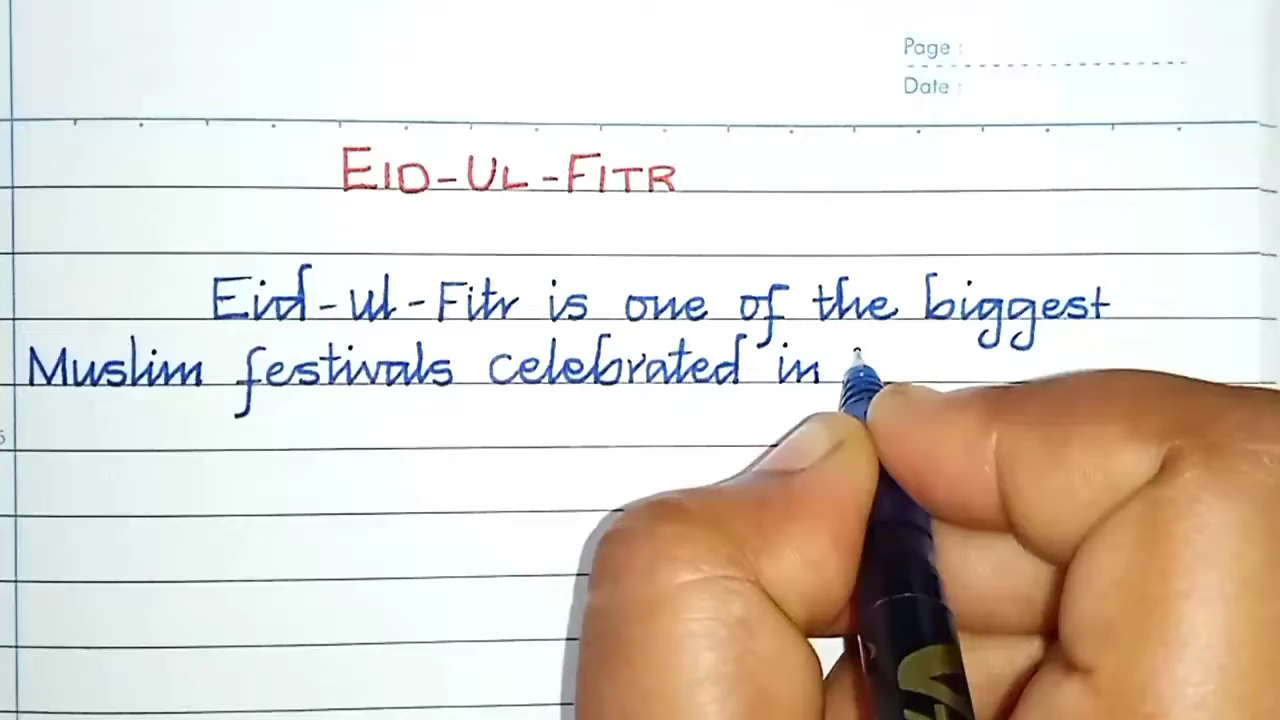 Page :
Date :
EID-UL-FITR
Eid-ul-Fitr is one of the biggest
Muslim festivals celebrated in